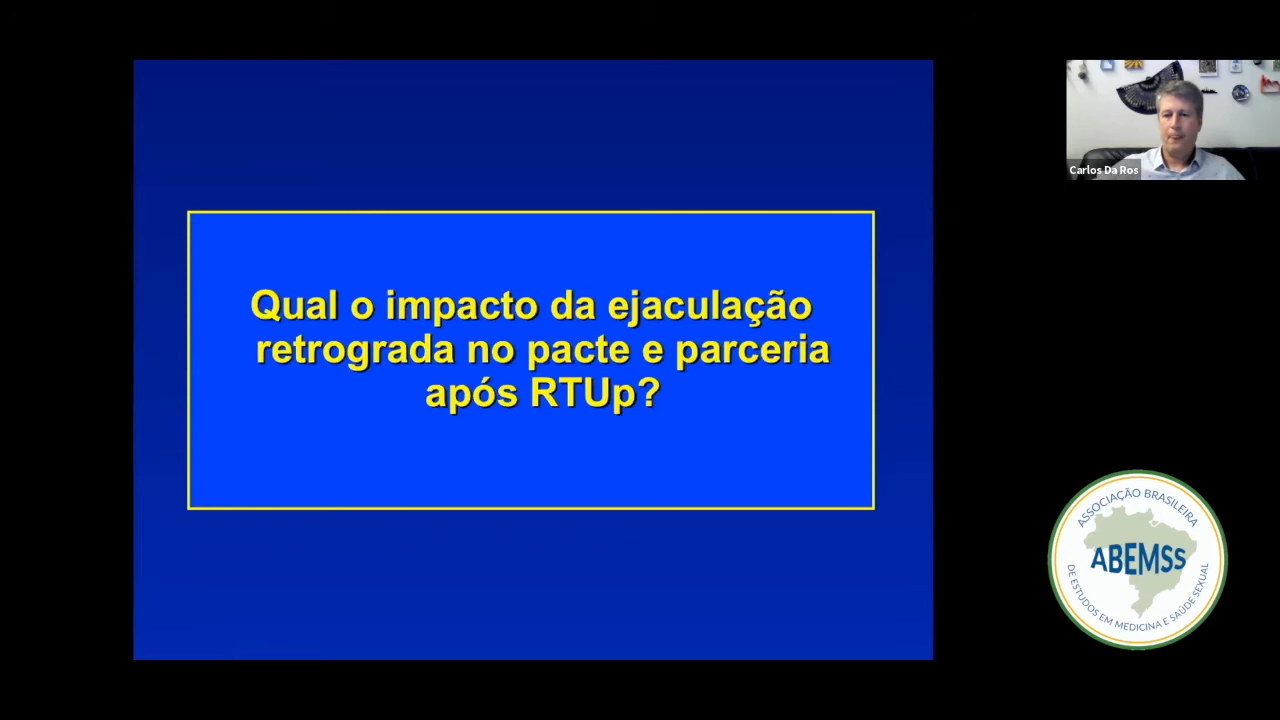 Qual o impacto da ejaculação
retrograda no pacte e parceria
após RTUp?
Carlos Da Ros
ASSOCIAÇÃO BRASILEIRA
ABEMSS
DE ESTUDOS EM MEDICINA E SAÚDE SEXUAL